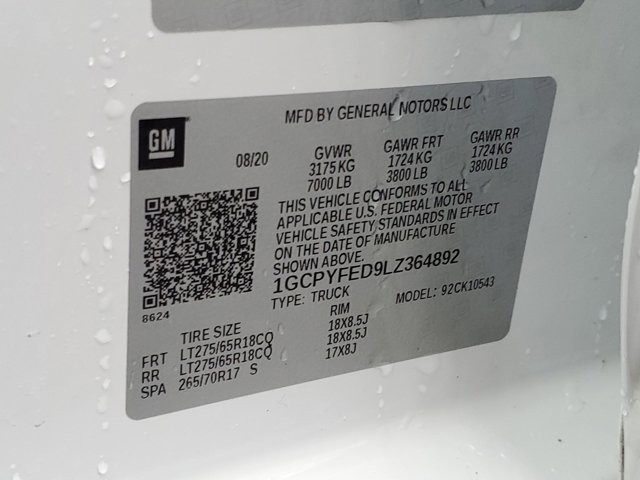 MFD BY GENERAL MOTORS LLC
GM
08/20 GVWR GAWR FRT GAWR RR
3175 KG 1724 KG 1724 KG
7000 LB 3800 LB 3800 LB
THIS VEHICLE CONFORMS TO ALL
APPLICABLE U.S. FEDERAL MOTOR
VEHICLE SAFETY STANDARDS IN EFFECT
ON THE DATE OF MANUFACTURE
SHOWN ABOVE.
1GCPYFED9LZ364892
8624 TYPE: TRUCK MODEL: 92CK10543
TIRE SIZE RIM
FRT LT275/65R18CQ 18X8.5J
RR LT275/65R18CQ 18X8.5J
SPA 265/70R17 S 17X8J